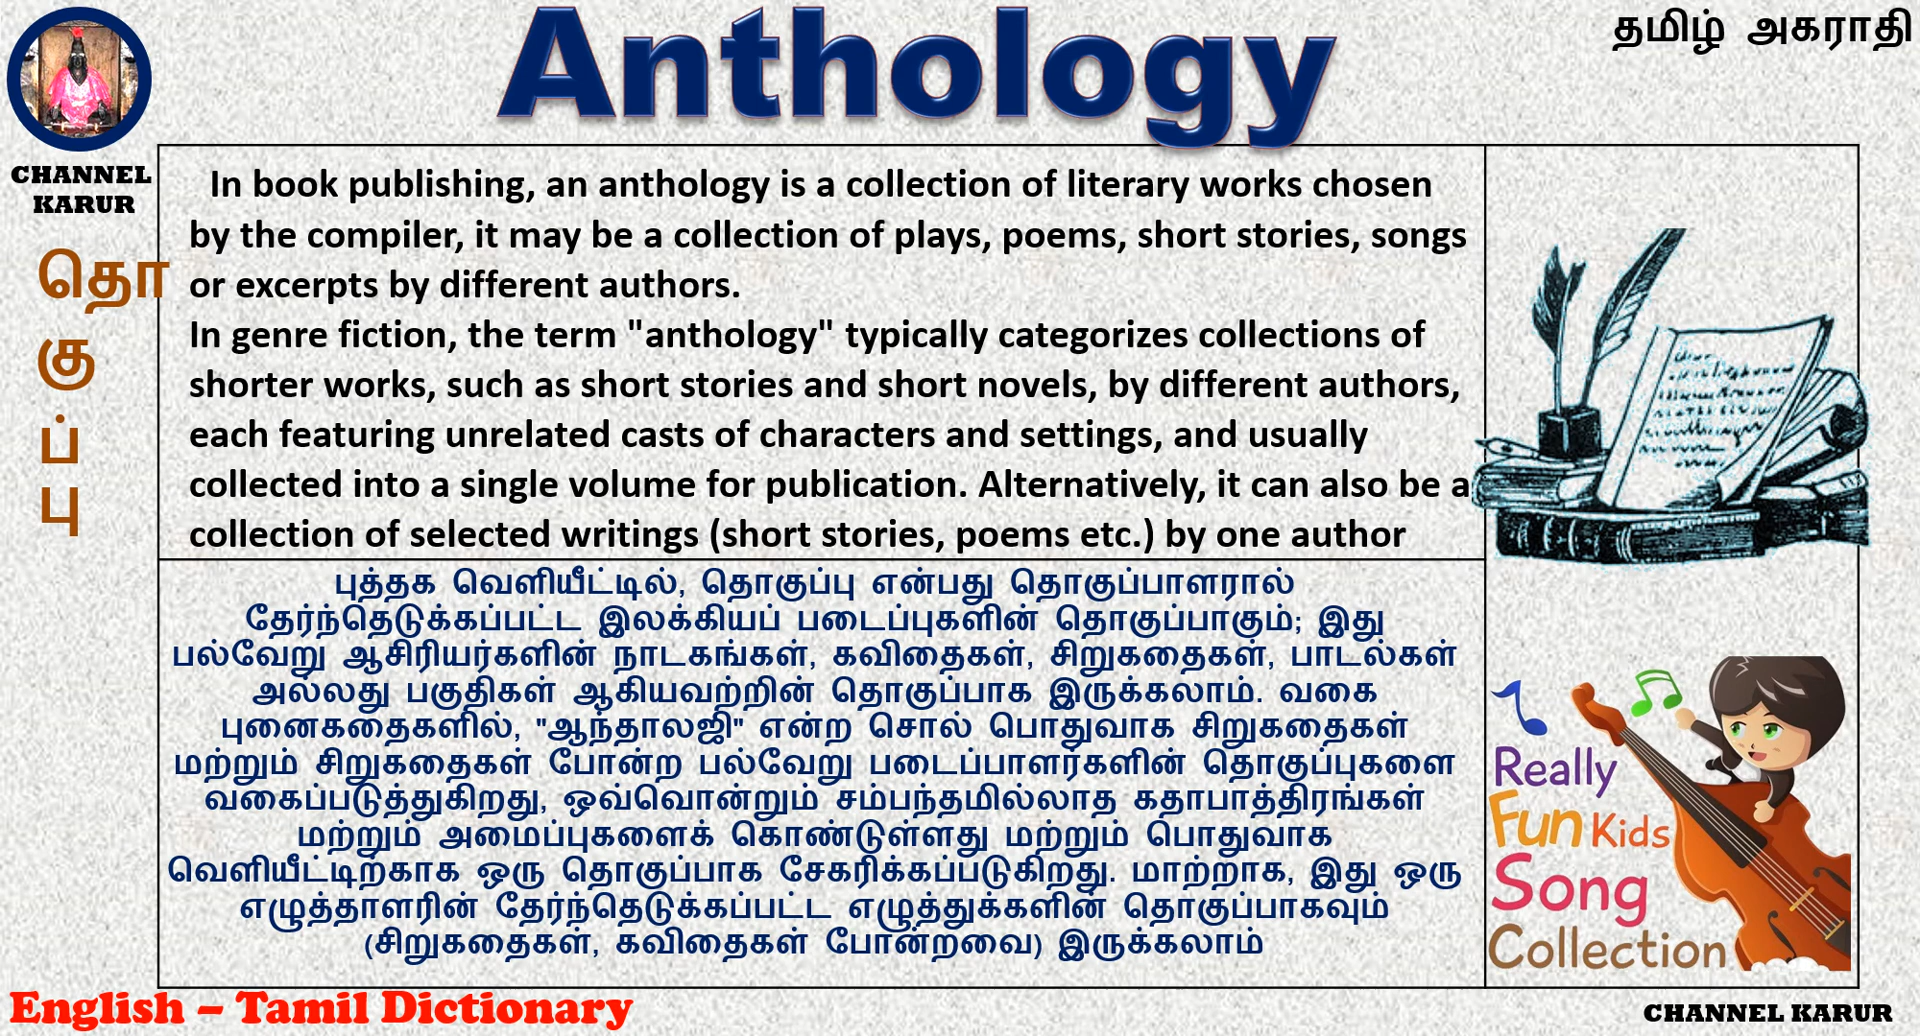 Anthology
தமிழ் அகராதி
CHANNEL
KARUR
தொ
கு
ப்
பு
In book publishing, an anthology is a collection of literary works chosen
by the compiler, it may be a collection of plays, poems, short stories, songs
or excerpts by different authors.
In genre fiction, the term "anthology" typically categorizes collections of
shorter works, such as short stories and short novels, by different authors,
each featuring unrelated casts of characters and settings, and usually
collected into a single volume for publication. Alternatively, it can also be a
collection of selected writings (short stories, poems etc.) by one author
புத்தக வெளியீட்டில், தொகுப்பு என்பது தொகுப்பாளரால்
தேர்ந்தெடுக்கப்பட்ட இலக்கியப் படைப்புகளின் தொகுப்பாகும்; இது
பல்வேறு ஆசிரியர்களின் நாடகங்கள், கவிதைகள், சிறுகதைகள், பாடல்கள்
அல்லது பகுதிகள் ஆகியவற்றின் தொகுப்பாக இருக்கலாம். வகை
புனைகதைகளில், "ஆந்தாலஜி" என்ற சொல் பொதுவாக சிறுகதைகள்
மற்றும் சிறுகதைகள் போன்ற பல்வேறு படைப்பாளர்களின் தொகுப்புகளை
வகைப்படுத்துகிறது, ஒவ்வொன்றும் சம்பந்தமில்லாத கதாபாத்திரங்கள்
மற்றும் அமைப்புகளைக் கொண்டுள்ளது மற்றும் பொதுவாக
வெளியீட்டிற்காக ஒரு தொகுப்பாக சேகரிக்கப்படுகிறது. மாற்றாக, இது ஒரு
எழுத்தாளரின் தேர்ந்தெடுக்கப்பட்ட எழுத்துக்களின் தொகுப்பாகவும்
(சிறுகதைகள், கவிதைகள் போன்றவை) இருக்கலாம்
Really
Fun Kids
Song
Collection
English – Tamil Dictionary
CHANNEL KARUR